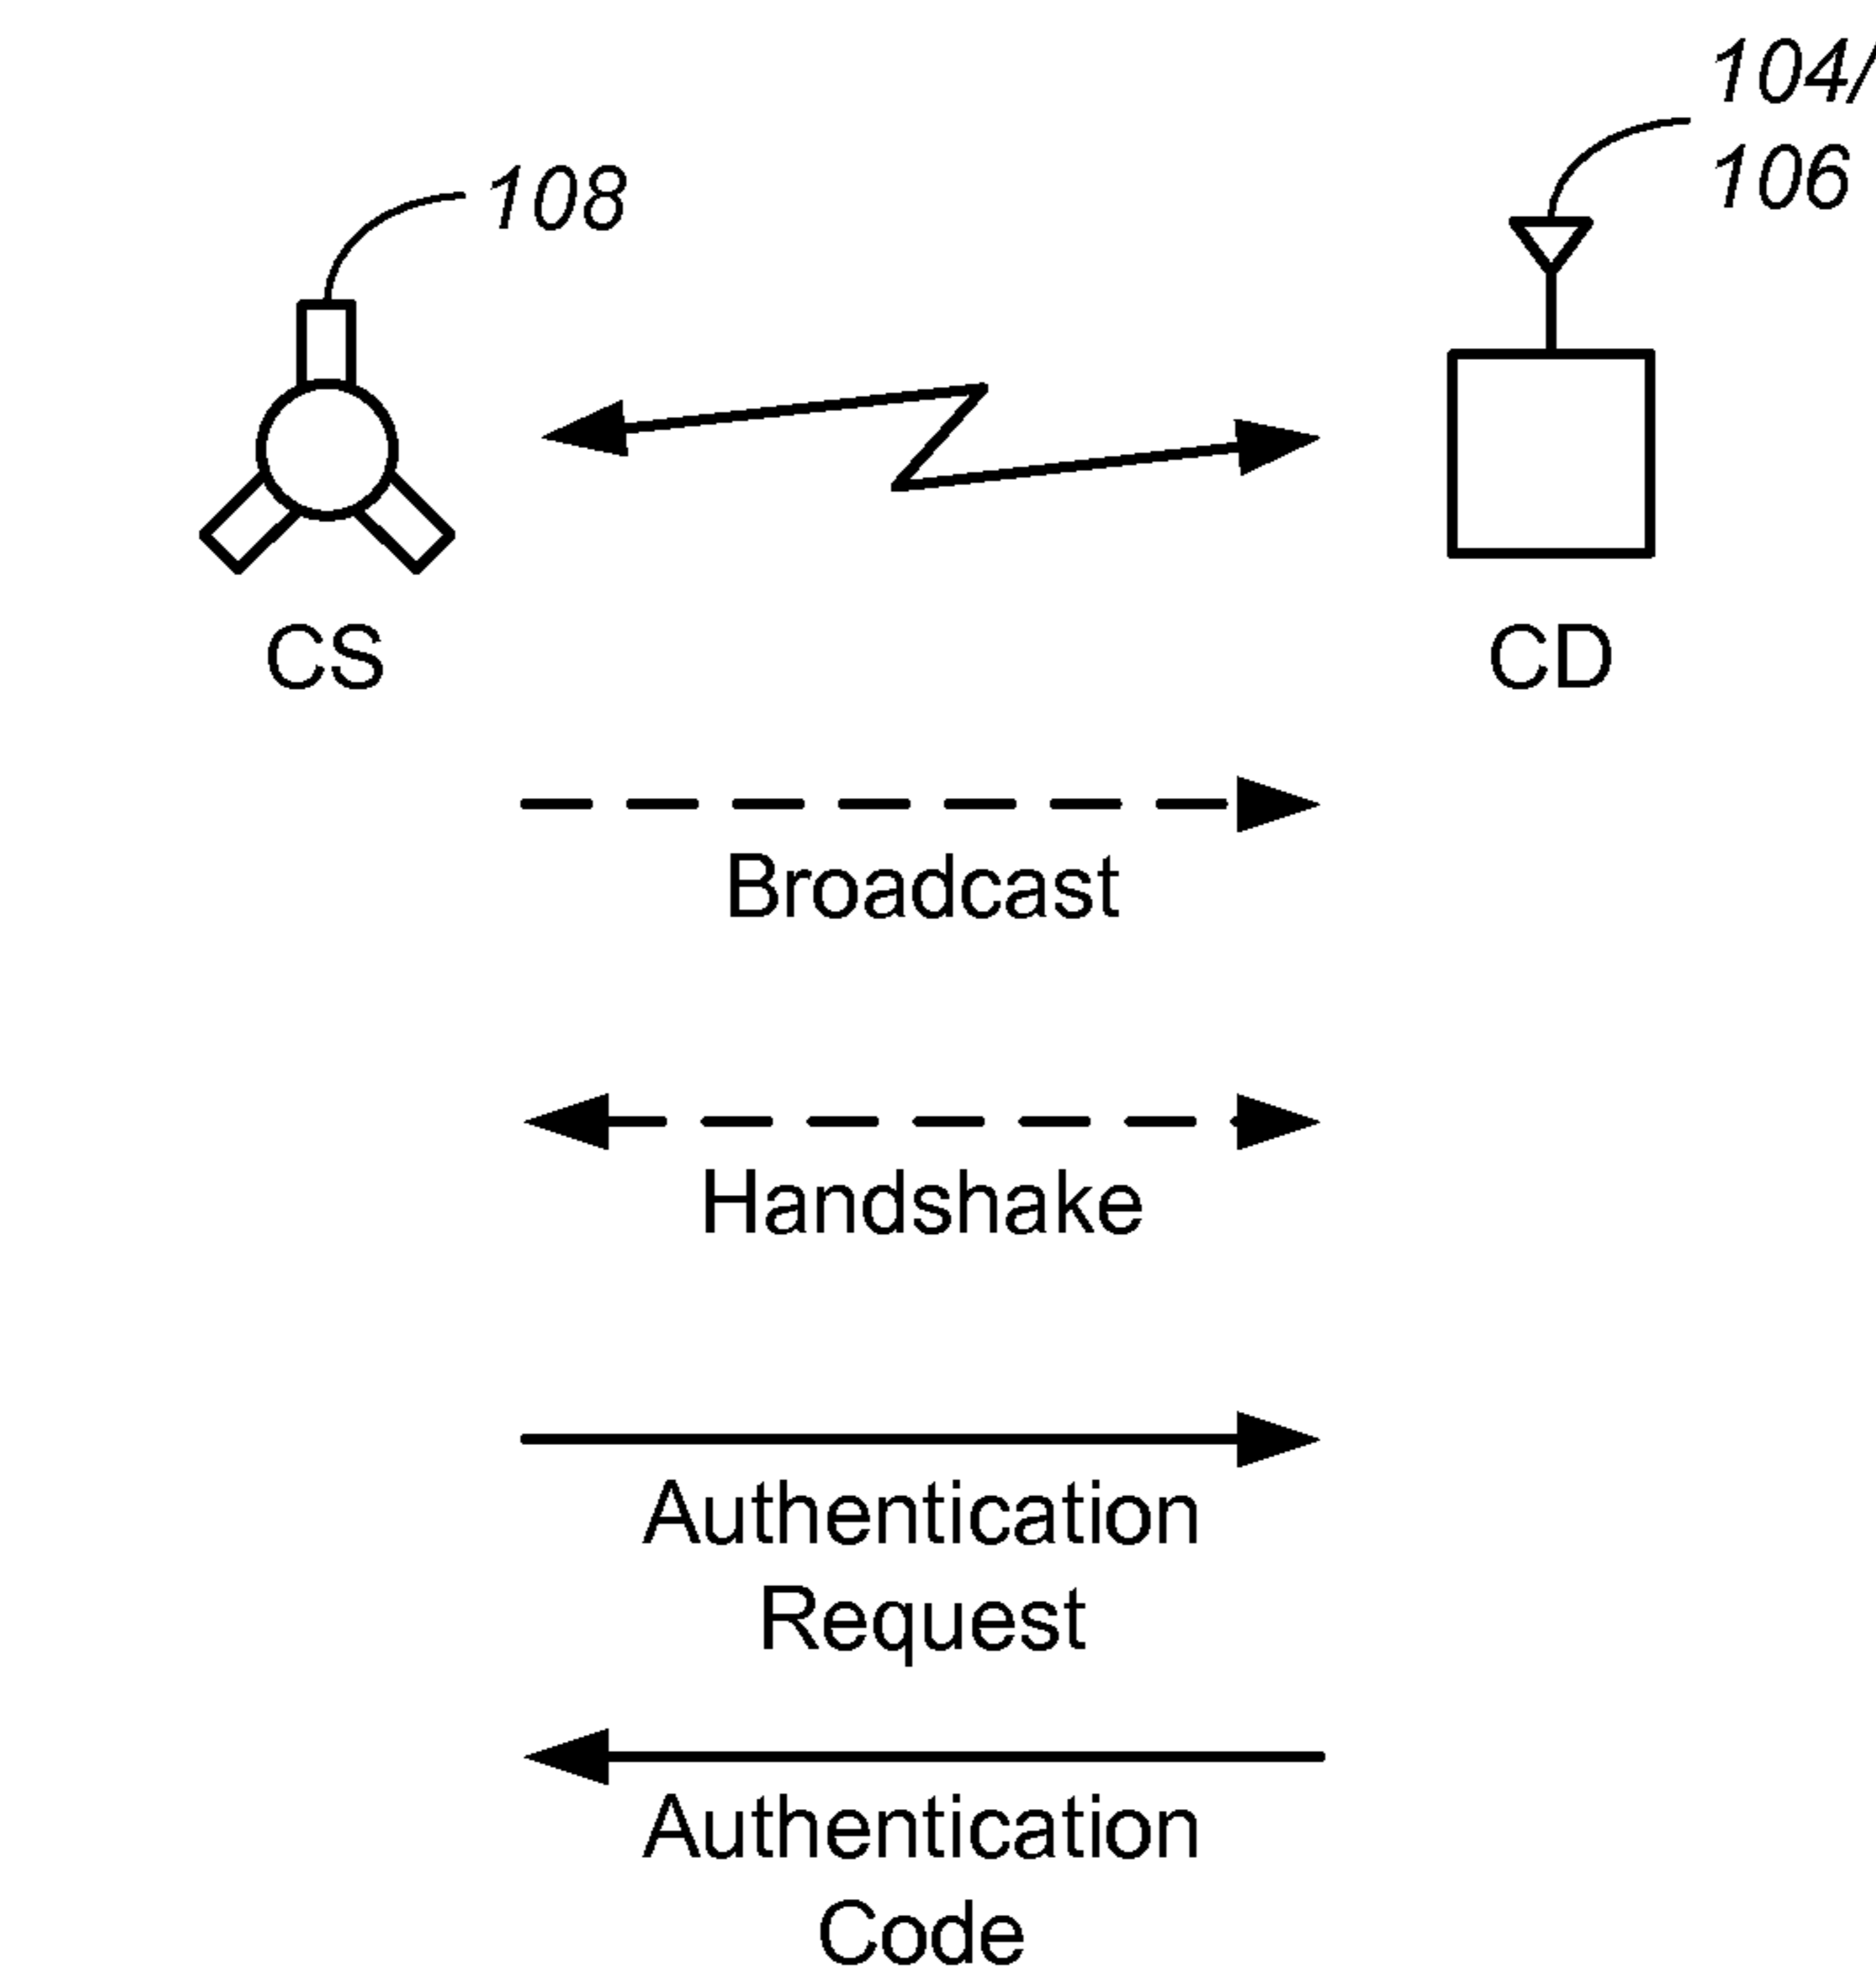 104/
106
108
CS
CD
Broadcast
Handshake
Authentication
Request
Authentication
Code